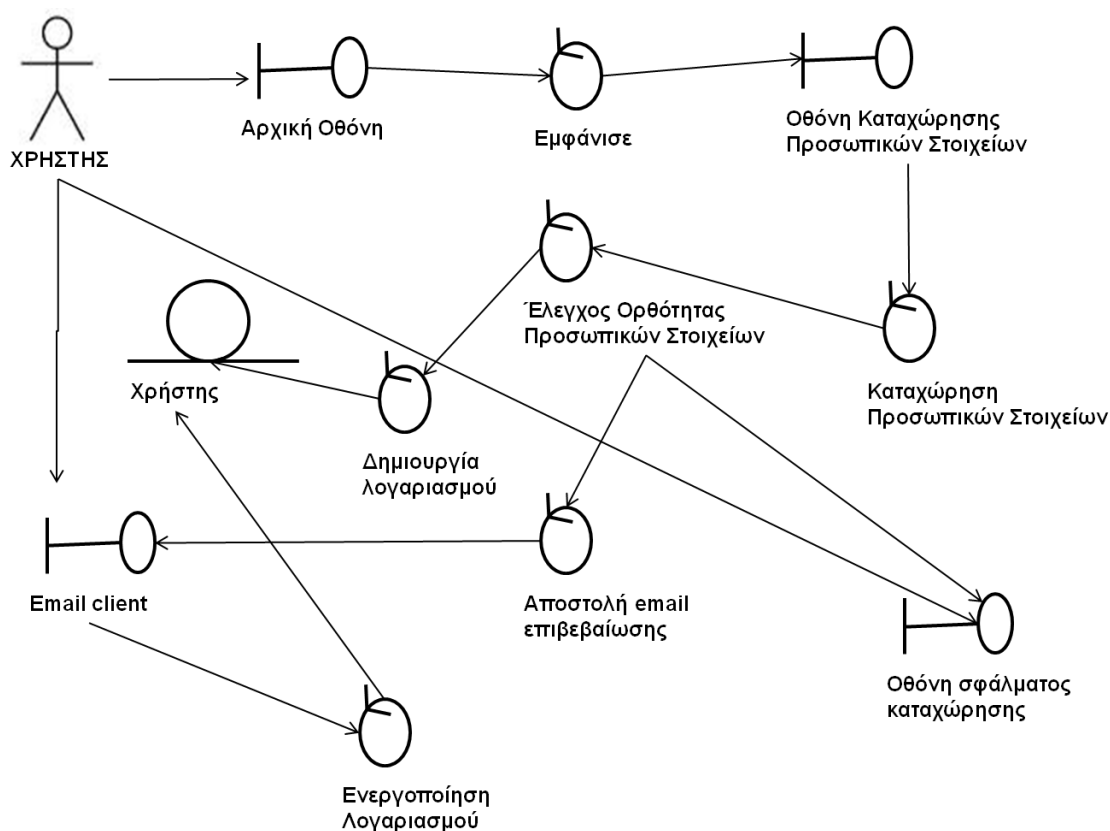 ΧΡΗΣΤΗΣ
Αρχική Οθόνη
Εμφάνισε
Οθόνη Καταχώρησης
Προσωπικών Στοιχείων
Έλεγχος Ορθότητας
Προσωπικών Στοιχείων
Χρήστης
Καταχώρηση
Προσωπικών Στοιχείων
Δημιουργία
λογαριασμού
Email client
Αποστολή email
επιβεβαίωσης
Οθόνη σφάλματος
καταχώρησης
Ενεργοποίηση
Λογαριασμού